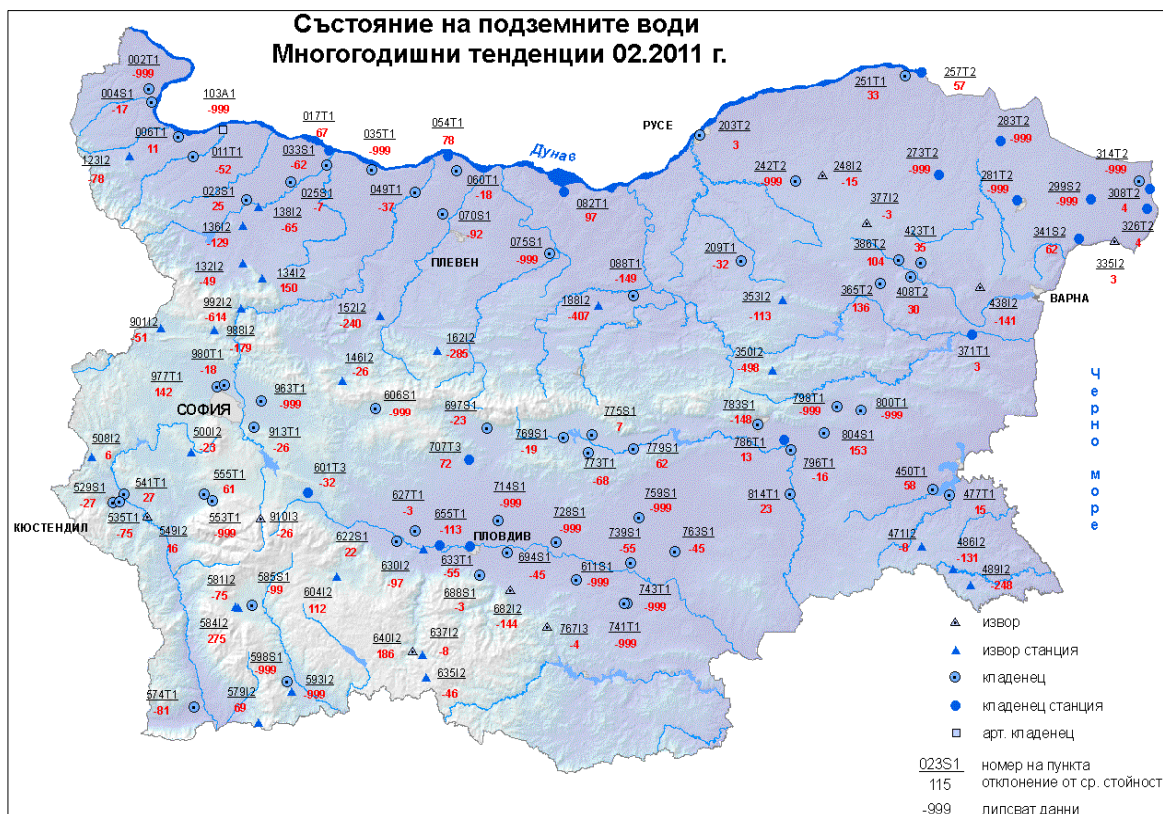 Състояние на подземните води
Многогодишни тенденции 02.2011 г.
002T1
-999
004S1
-17
103A1
-999
006T1
11
011T1
-52
017T1
67
033S1
-62
035T1
-999
054T1
78
123I2
-78
023S1
25
025S1
-7
049T1
-37
060T1
-18
138I2
-65
136I2
-129
070S1
-92
082T1
97
Дунав
РУСЕ
203T2
3
251T1
33
257T2
57
283T2
-999
242T2
-999
248I2
-15
273T2
-999
281T2
-999
314T2
-999
299S2
-999
308T2
4
326T2
4
377I2
-3
423T1
35
341S2
62
335I2
3
386T2
104
209T1
-32
365T2
136
408T2
30
438I2
-141
ВАРНА
ПЛЕВЕН
075S1
-999
088T1
-149
132I2
-49
134I2
150
992I2
-614
152I2
-240
188I2
-407
353I2
-113
901I2
-51
988I2
-179
162I2
-285
371T1
3
980T1
-18
146I2
-26
350I2
-498
977T1
142
СОФИЯ
963T1
-999
606S1
-999
697S1
-23
775S1
7
783S1
-148
798T1
-999
800T1
-999
Черно море
508I2
6
500I2
-23
913T1
-26
707T3
72
769S1
-19
773T1
-68
779S1
62
786T1
13
804S1
153
796T1
-16
601T3
-32
529S1
-27
541T1
27
555T1
61
КЮСТЕНДИЛ
535T1
-75
549I2
46
553T1
-999
910I3
-26
627T1
-3
714S1
-999
759S1
-999
814T1
23
450T1
58
477T1
15
622S1
22
655T1
-113
ПЛОВДИВ
728S1
-999
739S1
-55
763S1
-45
471I2
-8
486I2
-131
489I2
-248
581I2
-75
585S1
-99
604I2
112
630I2
-97
633T1
-55
694S1
-45
611S1
-999
688S1
-3
682I2
-144
743T1
-999
584I2
275
767I3
-4
741T1
-999
640I2
186
637I2
-8
598S1
-999
635I2
-46
574T1
-81
579I2
69
593I2
-999
извор
извор станция
кладенец
кладенец станция
арт. кладенец
023S1 номер на пункта
115 отклонение от ср. стойност
-999 липсват данни